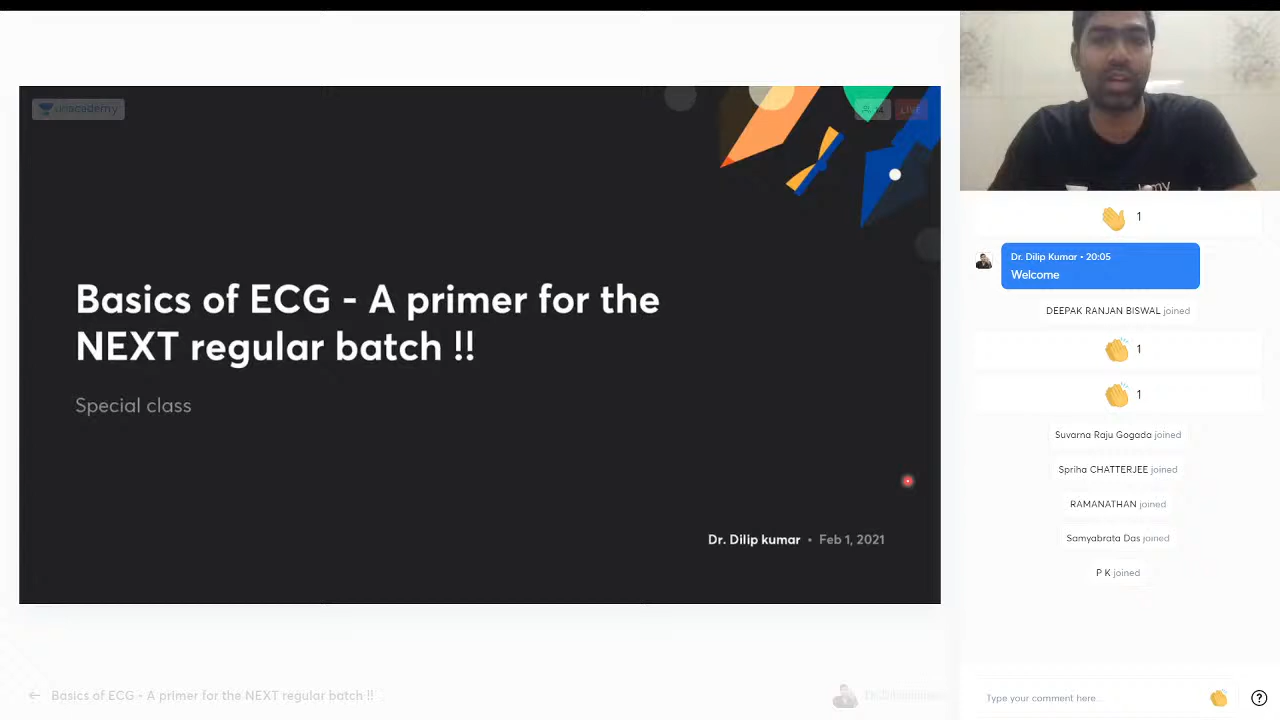 unacademy
LIVE
Basics of ECG - A primer for the
NEXT regular batch !!
Special class
Dr. Dilip kumar • Feb 1, 2021
1
Dr. Dilip Kumar • 20:05
Welcome
DEEPAK RANJAN BISWAL joined
1
1
Suvarna Raju Gogada joined
Spriha CHATTERJEE joined
RAMANATHAN joined
Samyabrata Das joined
P K joined
Basics of ECG - A primer for the NEXT regular batch !!
Type your comment here...